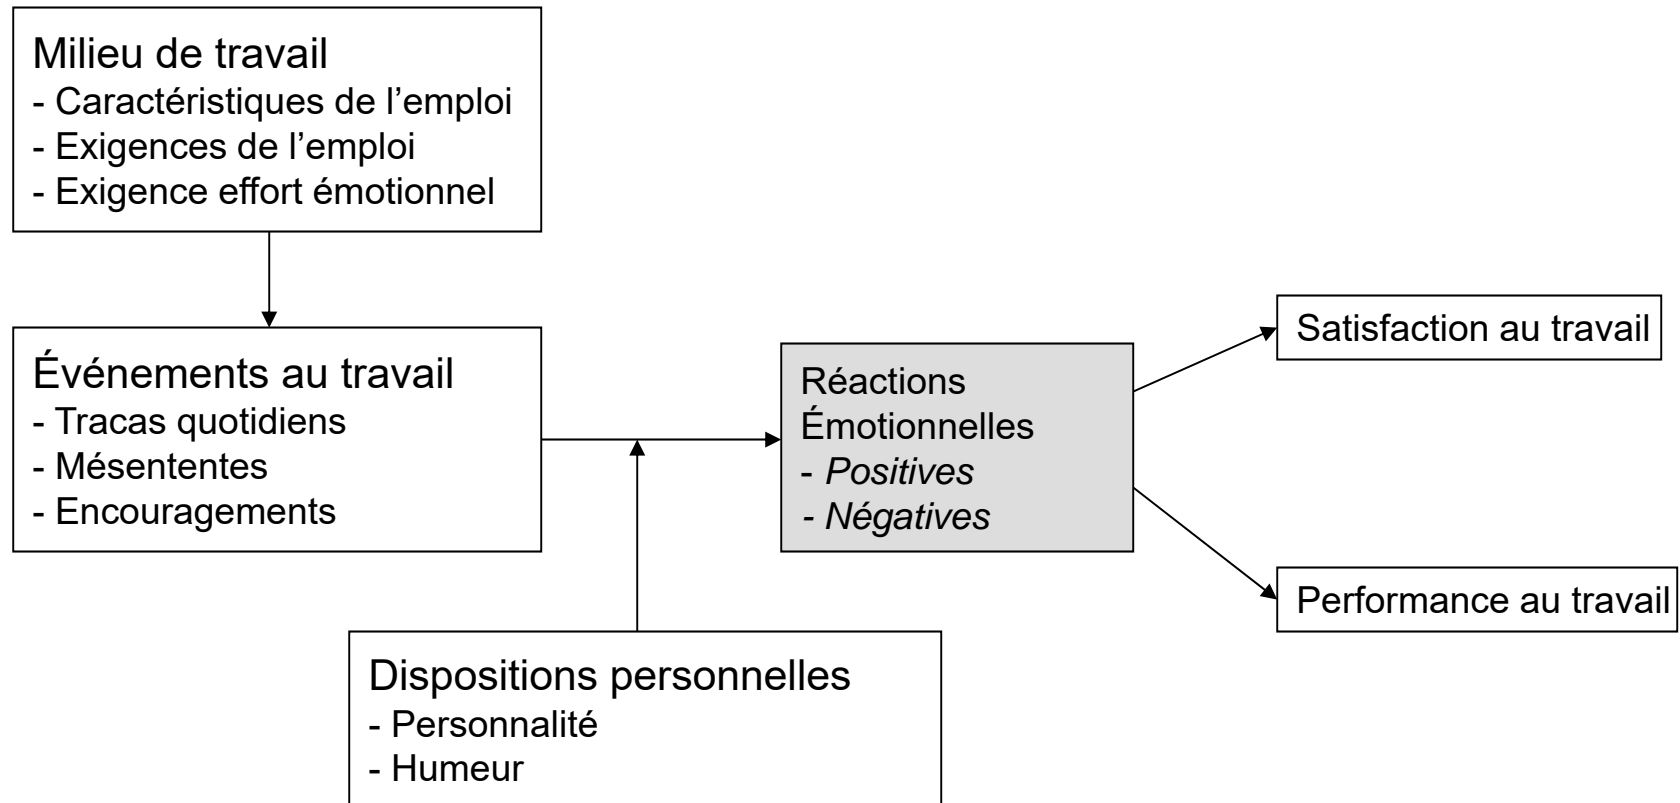 Milieu de travail
- Caractéristiques de l’emploi
- Exigences de l’emploi
- Exigence effort émotionnel
Événements au travail
- Tracas quotidiens
- Mésententes
- Encouragements
Réactions
Émotionnelles
- Positives
- Négatives
Satisfaction au travail
Performance au travail
Dispositions personnelles
- Personnalité
- Humeur